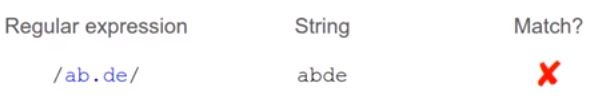 Regular expression String Match?
/ab.de/ abde ✘